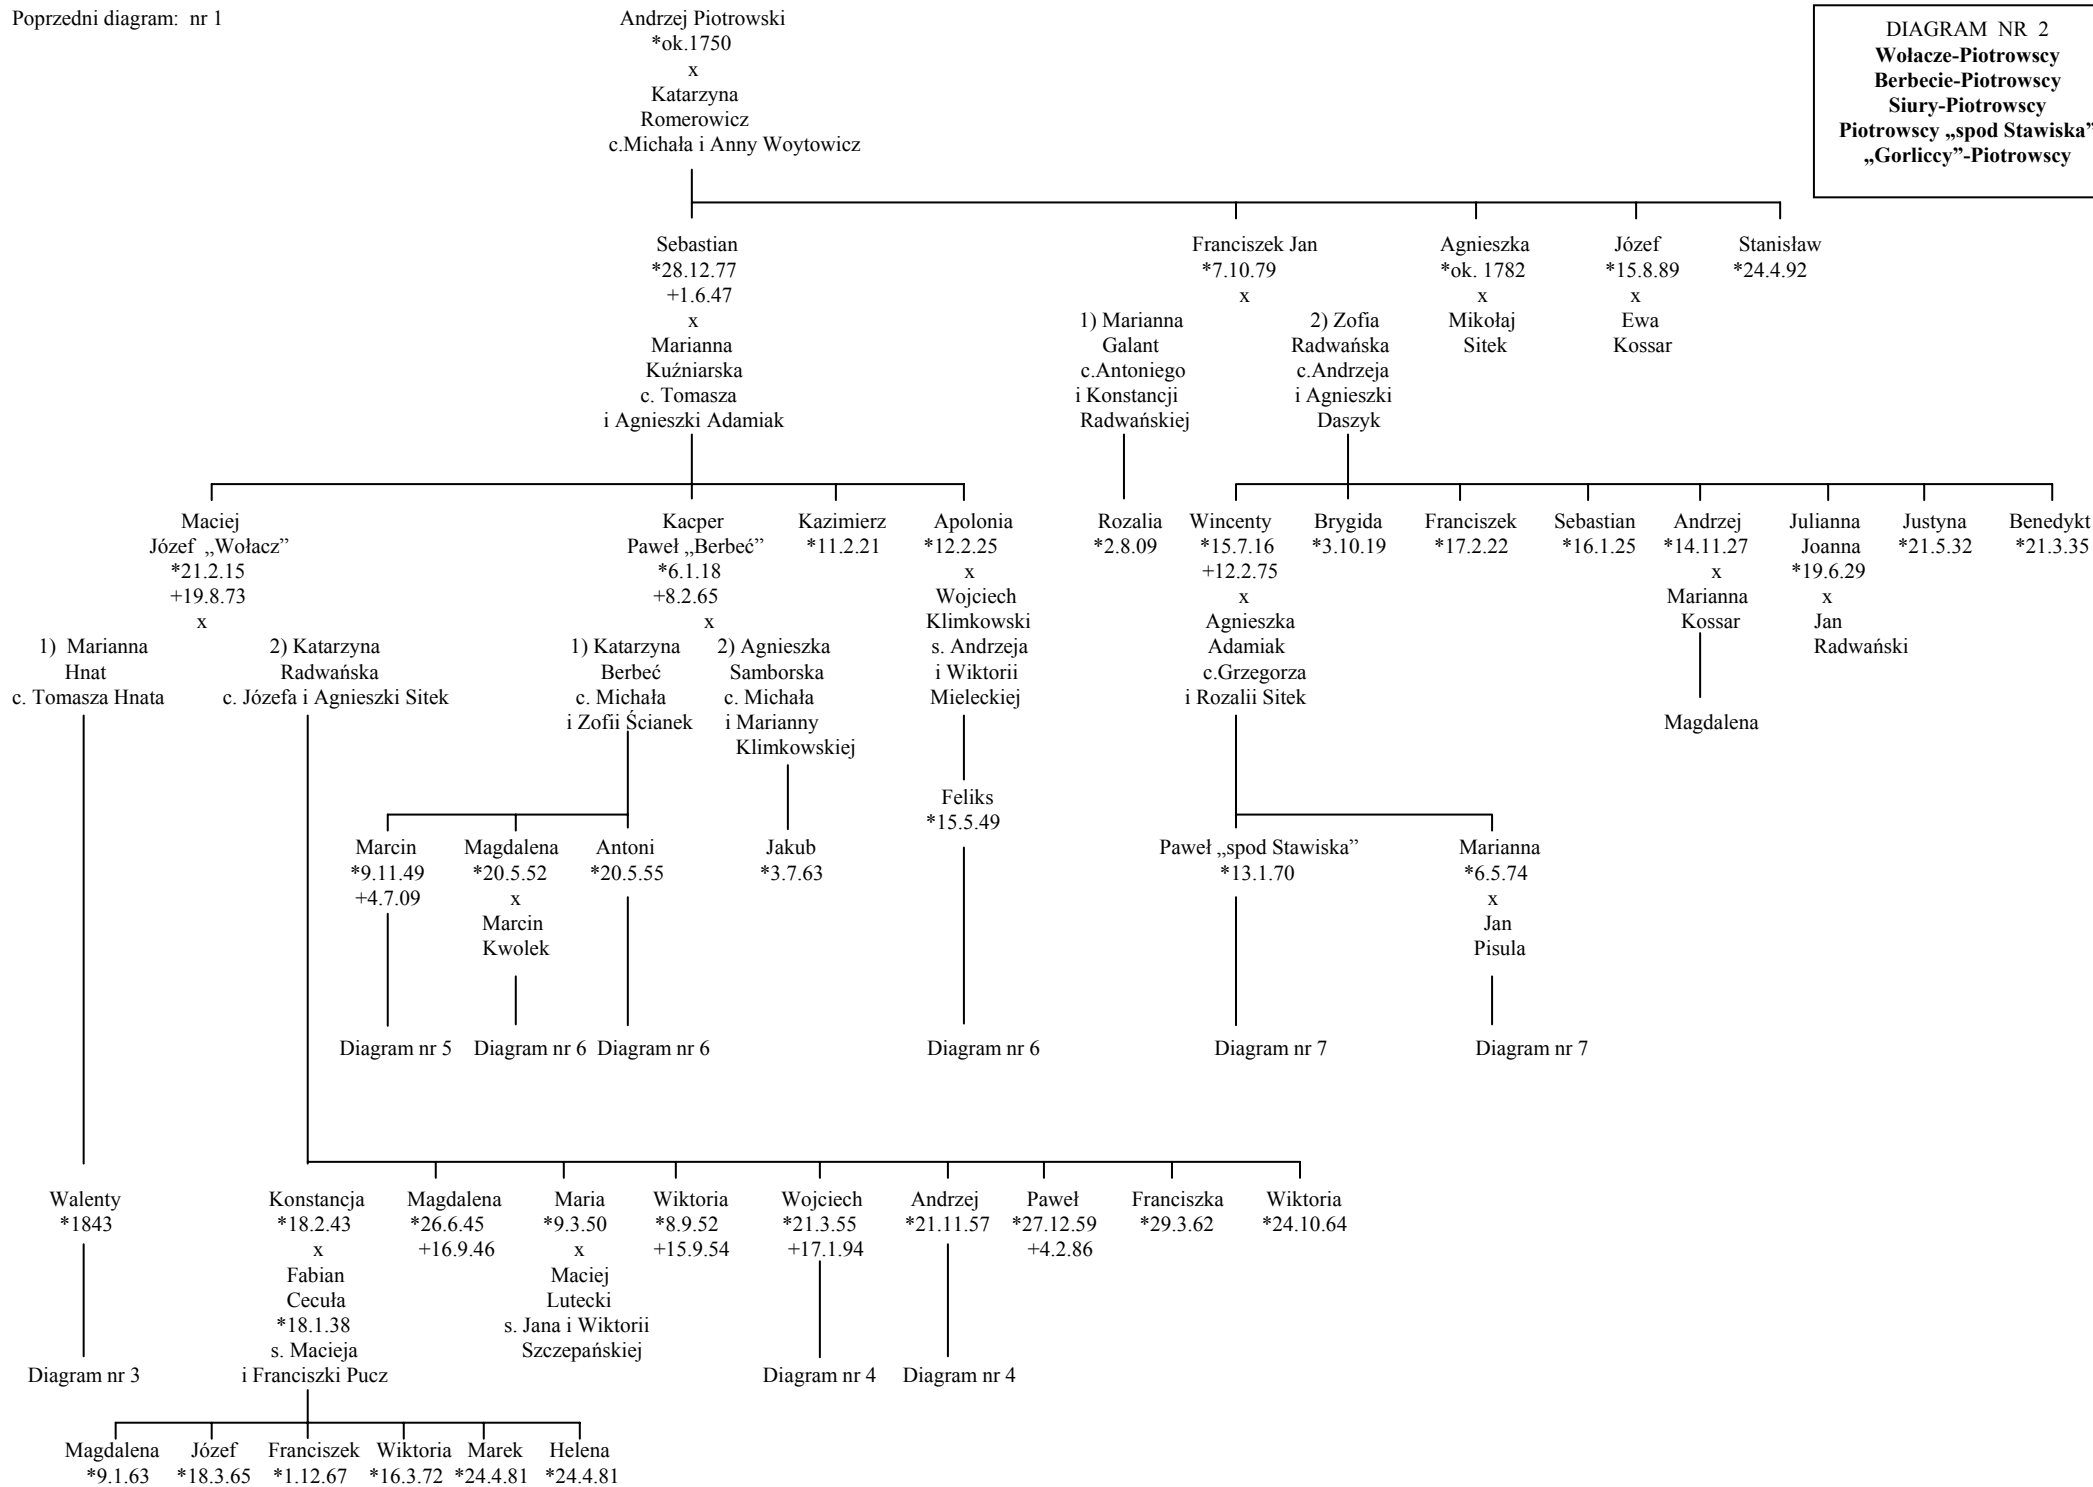 Poprzedni diagram: nr 1
Andrzej Piotrowski
*ok.1750
x
Katarzyna
Romerowicz
c.Michała i Anny Woytowicz
DIAGRAM NR 2
Wołacze-Piotrowscy
Berbecie-Piotrowscy
Siury-Piotrowscy
Piotrowscy „spod Stawiska”
„Gorliccy”-Piotrowscy
Sebastian
*28.12.77
+1.6.47
x
Marianna
Kuźniarska
c. Tomasza
i Agnieszki Adamiak
Franciszek Jan
*7.10.79
x
1) Marianna
Galant
c.Antoniego
i Konstancji
Radwańskiej
2) Zofia
Radwańska
c.Andrzeja
i Agnieszki
Daszyk
Agnieszka
*ok. 1782
x
Mikołaj
Sitek
Józef
*15.8.89
x
Ewa
Kossar
Stanisław
*24.4.92
Maciej
Józef „Wołacz”
*21.2.15
+19.8.73
x
1) Marianna
Hnat
c. Tomasza Hnata
2) Katarzyna
Radwańska
c. Józefa i Agnieszki Sitek
Kacper
Paweł „Berbeć”
*6.1.18
+8.2.65
x
1) Katarzyna
Berbeć
c. Michała
i Zofii Ścianek
2) Agnieszka
Samborska
c. Michała
i Marianny
Klimkowskiej
Kazimierz
*11.2.21
Apolonia
*12.2.25
x
Wojciech
Klimkowski
s. Andrzeja
i Wiktorii
Mieleckiej
Rozalia
*2.8.09
Wincenty
*15.7.16
+12.2.75
x
Agnieszka
Adamiak
c.Grzegorza
i Rozalii Sitek
Brygida
*3.10.19
Franciszek
*17.2.22
Sebastian
*16.1.25
Andrzej
*14.11.27
x
Marianna
Kossar
Magdalena
Julianna
Joanna
*19.6.29
x
Jan
Radwański
Justyna
*21.5.32
Benedykt
*21.3.35
Feliks
*15.5.49
Marcin
*9.11.49
+4.7.09
Magdalena
*20.5.52
x
Marcin
Kwolek
Antoni
*20.5.55
Jakub
*3.7.63
Paweł „spod Stawiska”
*13.1.70
Marianna
*6.5.74
x
Jan
Pisula
Diagram nr 5
Diagram nr 6
Diagram nr 6
Diagram nr 6
Diagram nr 7
Diagram nr 7
Walenty
*1843
Konstancja
*18.2.43
x
Fabian
Cecuła
*18.1.38
s. Macieja
i Franciszki Pucz
Magdalena
*26.6.45
+16.9.46
Maria
*9.3.50
x
Maciej
Lutecki
s. Jana i Wiktorii
Szczepańskiej
Wiktoria
*8.9.52
+15.9.54
Wojciech
*21.3.55
+17.1.94
Andrzej
*21.11.57
Paweł
*27.12.59
+4.2.86
Franciszka
*29.3.62
Wiktoria
*24.10.64
Diagram nr 3
Diagram nr 4
Diagram nr 4
Magdalena
*9.1.63
Józef
*18.3.65
Franciszek
*1.12.67
Wiktoria
*16.3.72
Marek
*24.4.81
Helena
*24.4.81